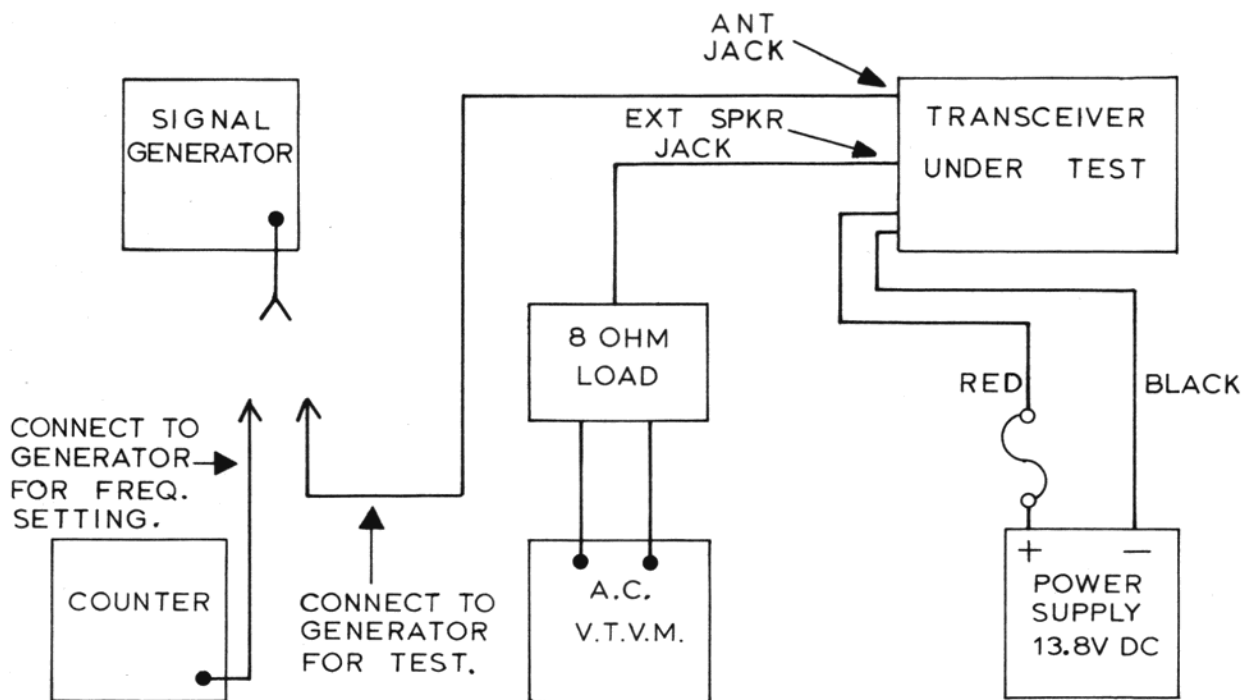 ANT
JACK
SIGNAL
GENERATOR
EXT SPKR
JACK
TRANSCEIVER
UNDER TEST
8 OHM
LOAD
RED
BLACK
CONNECT TO
GENERATOR
FOR FREQ.
SETTING.
COUNTER
CONNECT TO
GENERATOR
FOR TEST.
A.C.
V.T.V.M.
+ —
POWER
SUPPLY
13.8V DC